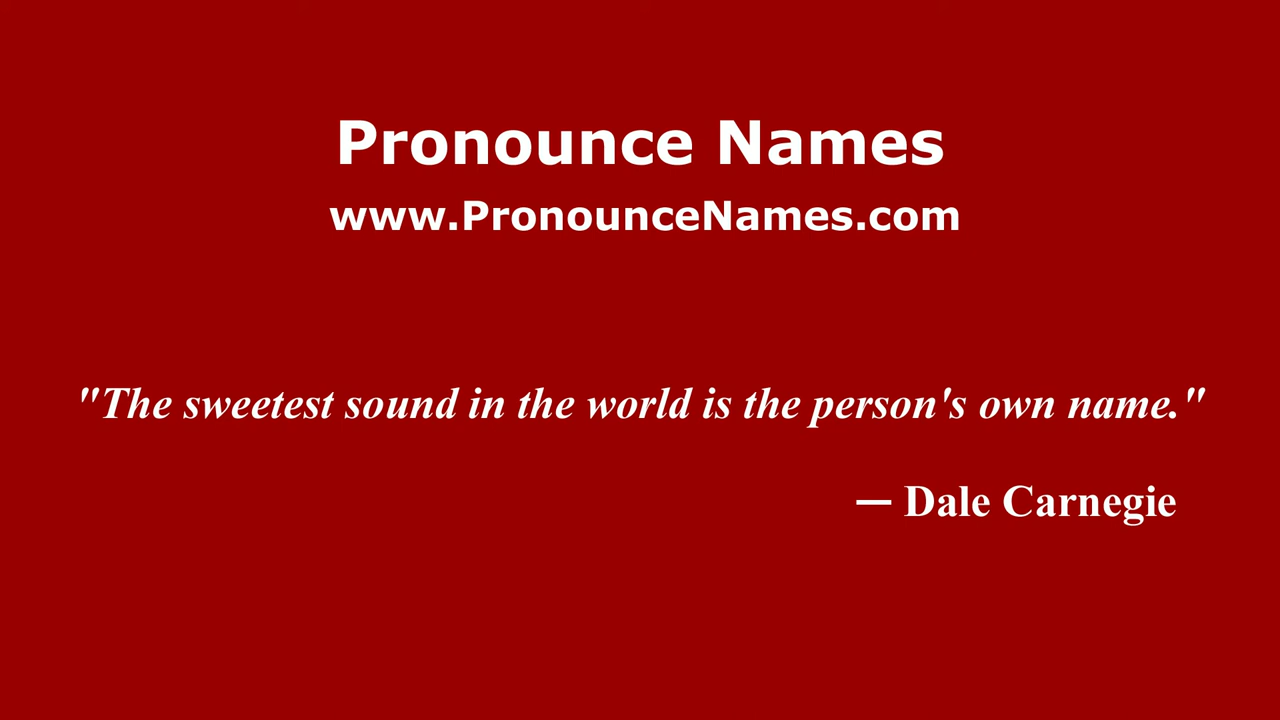 Pronounce Names
www.PronounceNames.com
"The sweetest sound in the world is the person's own name."
— Dale Carnegie